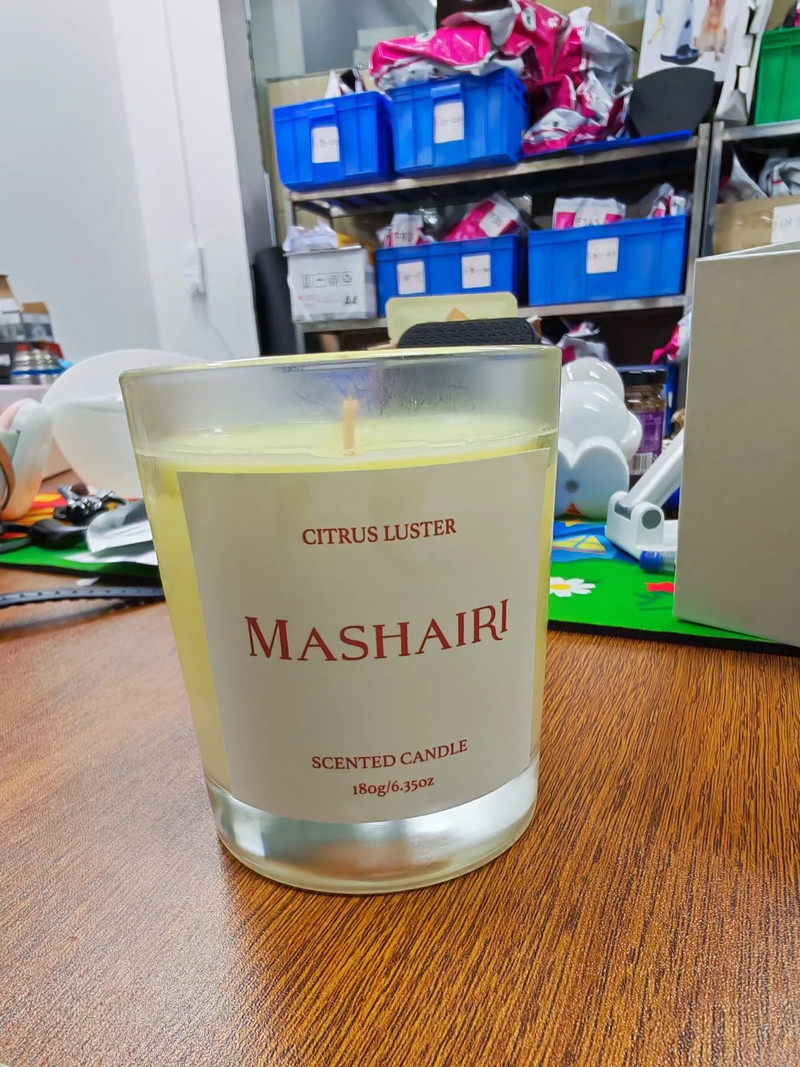 CITRUS LUSTER
MASHAIRI
SCENTED CANDLE
180g/6.35oz